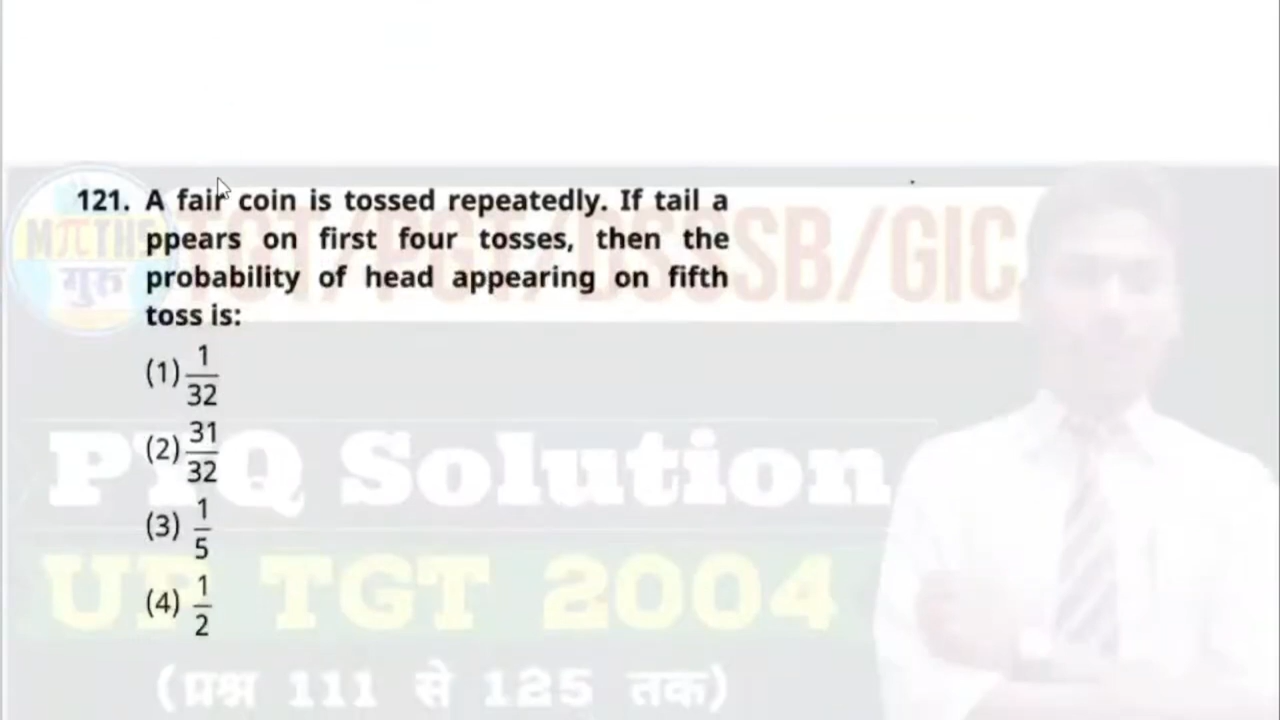 121. A fair coin is tossed repeatedly. If tail a
ppears on first four tosses, then the
probability of head appearing on fifth
toss is:
(1) 1/32
(2) 31/32
(3) 1/5
(4) 1/2
MπTHS
गुरु
TGT/PGT/DSSSB/GIC
PYQ Solution
UP TGT 2004
(प्रश्न 111 से 125 तक)